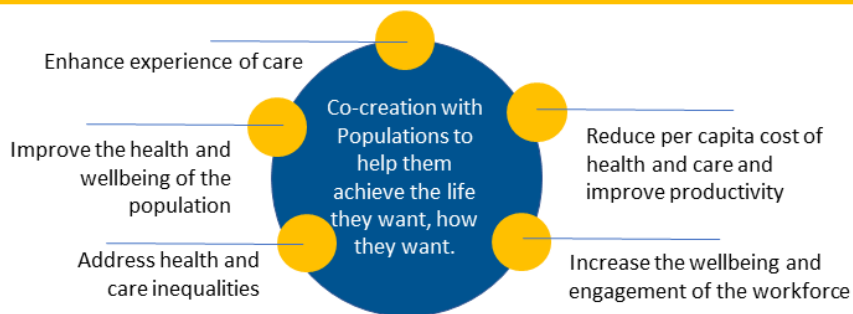 Enhance experience of care
Improve the health and
wellbeing of the
population
Address health and
care inequalities
Co-creation with
Populations to
help them
achieve the life
they want, how
they want.
Reduce per capita cost of
health and care and
improve productivity
Increase the wellbeing and
engagement of the workforce